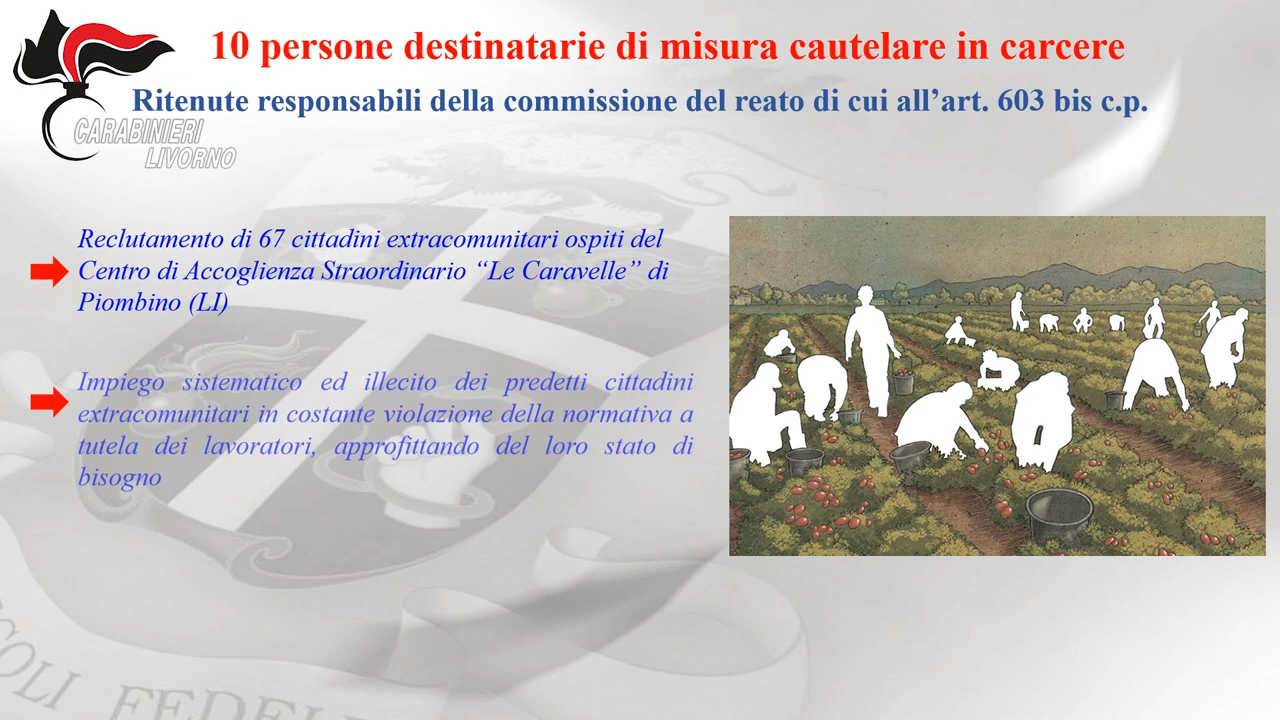 10 persone destinatarie di misura cautelare in carcere
Ritenute responsabili della commissione del reato di cui all’art. 603 bis c.p.
CARABINIERI
LIVORNO
Reclutamento di 67 cittadini extracomunitari ospiti del
Centro di Accoglienza Straordinario “Le Caravelle” di
Piombino (LI)
Impiego sistematico ed illecito dei predetti cittadini
extracomunitari in costante violazione della normativa a
tutela dei lavoratori, approfittando del loro stato di
bisogno
FEDEL